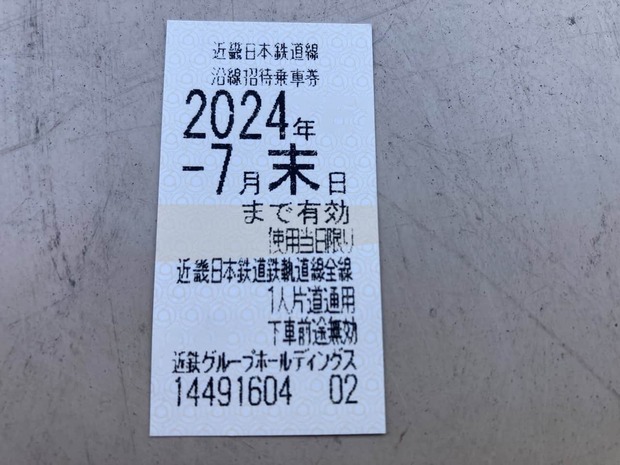 近畿日本鉄道線
沿線招待乗車券
2024年
-7月末日
まで有効
使用当日限り
近畿日本鉄道鉄軌道線全線
1人片道通用
下車前途無効
近鉄グループホールディングス
14491604 02